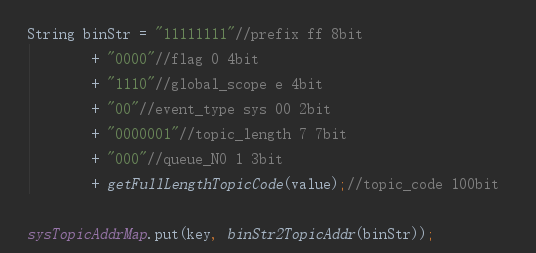 String binStr = "11111111"//prefix ff 8bit
+ "0000"//flag 0 4bit
+ "1110"//global_scope e 4bit
+ "00"//event_type sys 00 2bit
+ "0000001"//topic_length 7 7bit
+ "000"//queue_NO 1 3bit
+ getFullLengthTopicCode(value);//topic_code 100bit
sysTopicAddrMap.put(key, binStr2TopicAddr(binStr));